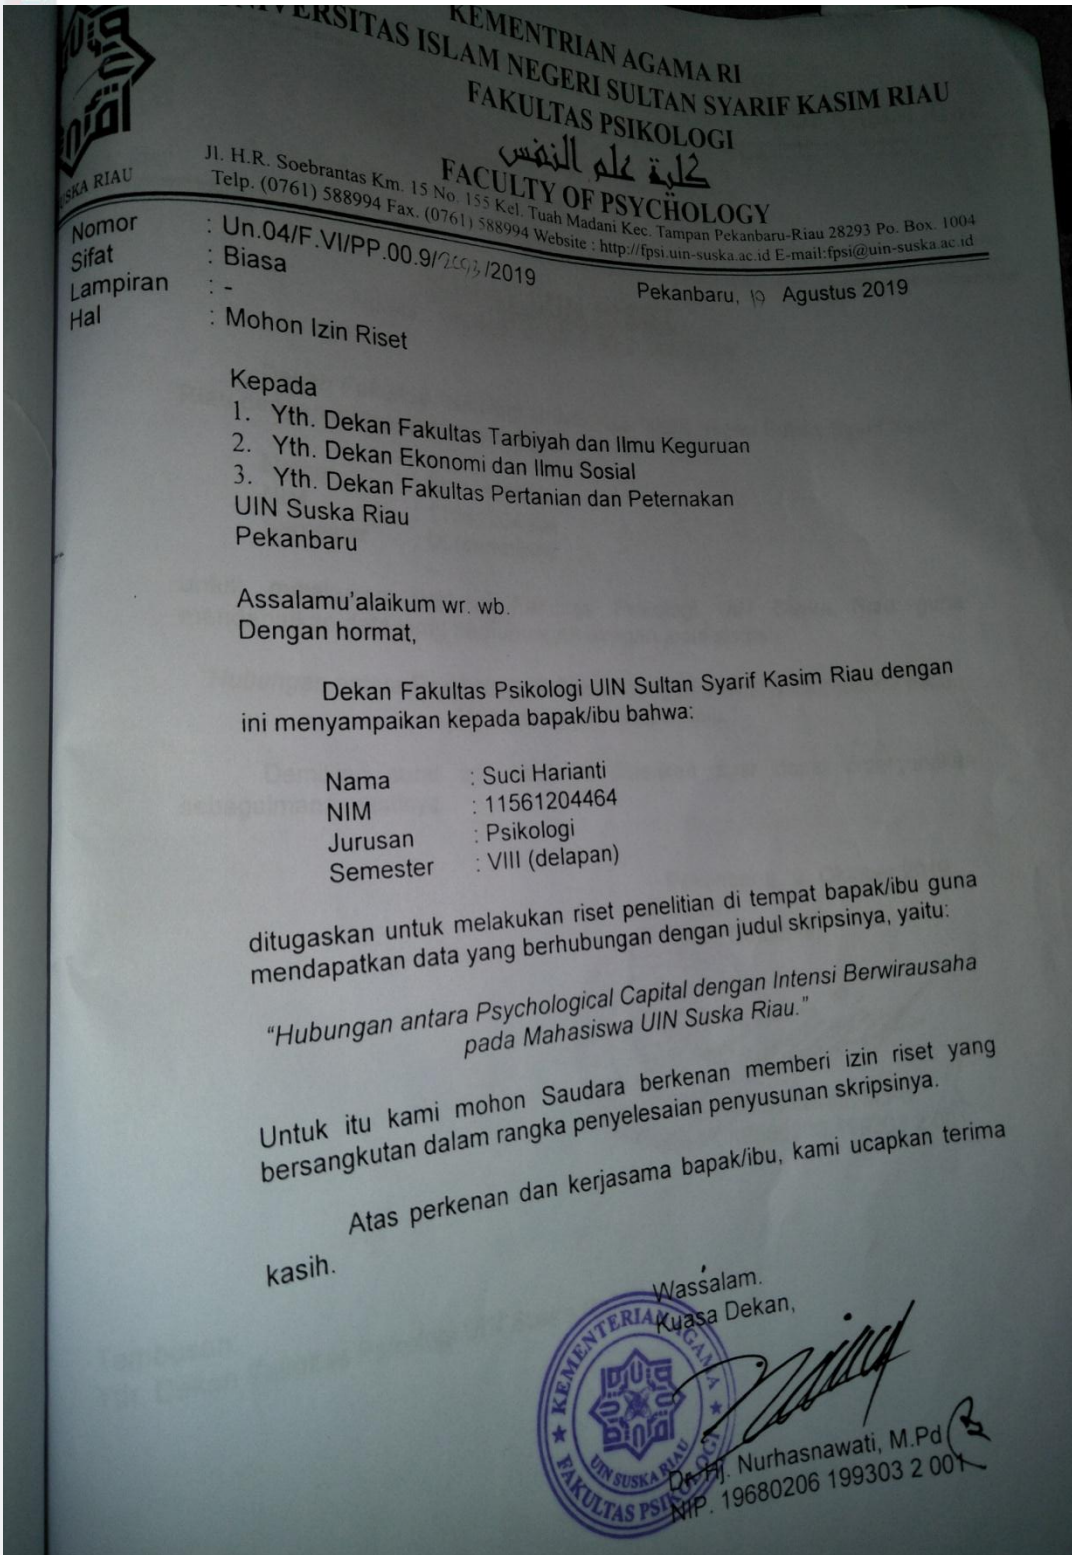 KEMENTRIAN AGAMA RI
UNIVERSITAS ISLAM NEGERI SULTAN SYARIF KASIM RIAU
FAKULTAS PSIKOLOGI
كلية علم النفس
FACULTY OF PSYCHOLOGY
Jl. H.R. Soebrantas Km. 15 No. 155 Kel. Tuah Madani Kec. Tampan Pekanbaru-Riau 28293 Po. Box. 1004
Telp. (0761) 588994 Fax. (0761) 588994 Website : http://fpsi.uin-suska.ac.id E-mail:fpsi@uin-suska.ac.id
SUSKA RIAU
Nomor : Un.04/F.VI/PP.00.9/ /2019
Pekanbaru, 19 Agustus 2019
Sifat : Biasa
Lampiran : -
Hal : Mohon Izin Riset
Kepada
1. Yth. Dekan Fakultas Tarbiyah dan Ilmu Keguruan
2. Yth. Dekan Ekonomi dan Ilmu Sosial
3. Yth. Dekan Fakultas Pertanian dan Peternakan
UIN Suska Riau
Pekanbaru
Assalamu'alaikum wr. wb.
Dengan hormat,
Dekan Fakultas Psikologi UIN Sultan Syarif Kasim Riau dengan
ini menyampaikan kepada bapak/ibu bahwa:
Nama : Suci Harianti
NIM : 11561204464
Jurusan : Psikologi
Semester : VIII (delapan)
ditugaskan untuk melakukan riset penelitian di tempat bapak/ibu guna
mendapatkan data yang berhubungan dengan judul skripsinya, yaitu:
"Hubungan antara Psychological Capital dengan Intensi Berwirausaha
pada Mahasiswa UIN Suska Riau."
Untuk itu kami mohon Saudara berkenan memberi izin riset yang
bersangkutan dalam rangka penyelesaian penyusunan skripsinya.
Atas perkenan dan kerjasama bapak/ibu, kami ucapkan terima
kasih.
Wassalam.
Kuasa Dekan,
KEMENTERIAN AGAMA
UIN SUSKA RIAU
FAKULTAS PSIKOLOGI
Dr. Hj. Nurhasnawati, M.Pd
NIP. 19680206 199303 2 001